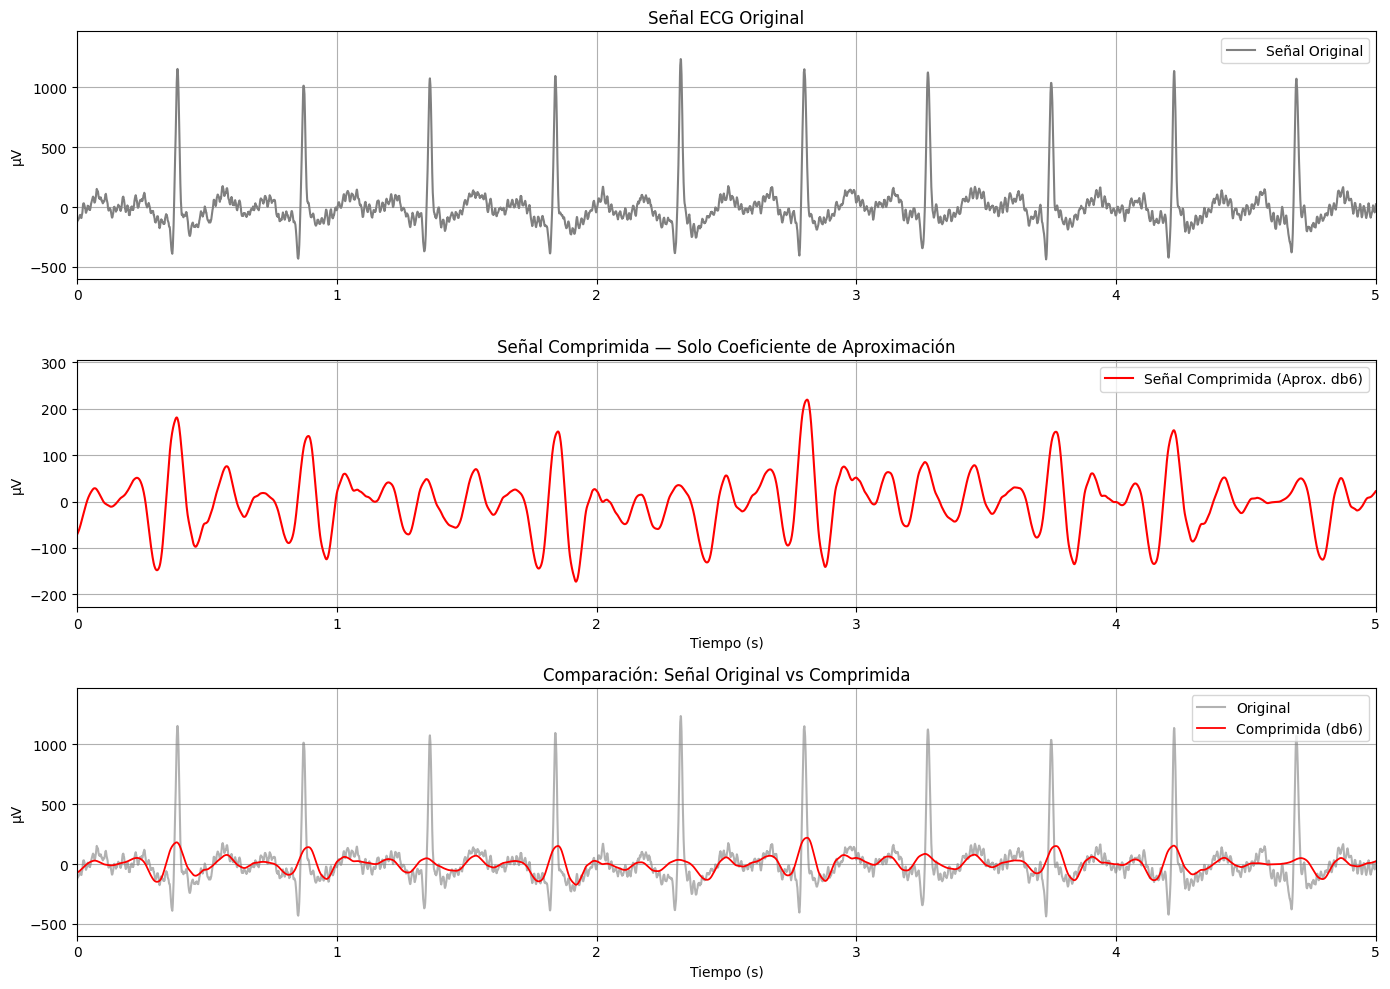 Señal ECG Original
Señal Original
µV
1000
500
0
−500
0 1 2 3 4 5
Señal Comprimida — Solo Coeficiente de Aproximación
Señal Comprimida (Aprox. db6)
µV
300
200
100
0
−100
−200
0 1 2 3 4 5
Tiempo (s)
Comparación: Señal Original vs Comprimida
Original
Comprimida (db6)
µV
1000
500
0
−500
0 1 2 3 4 5
Tiempo (s)